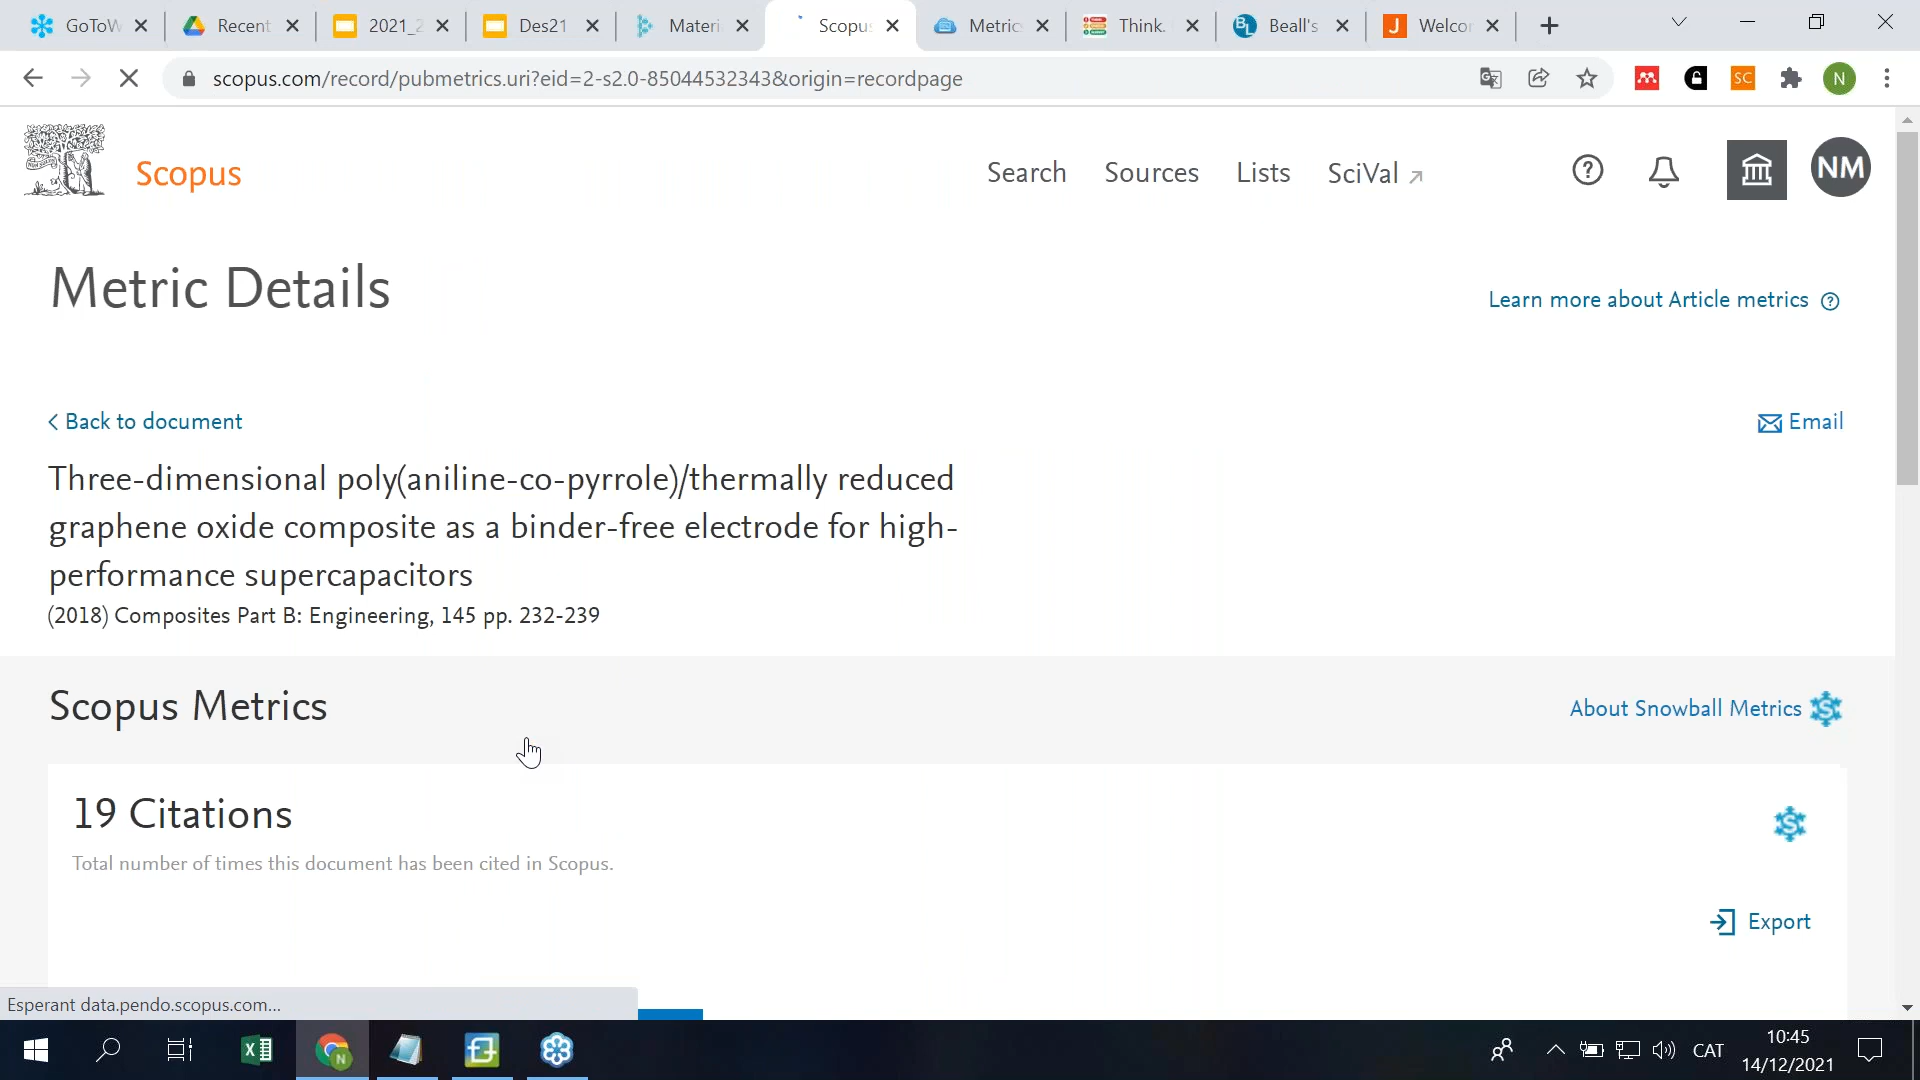 GoToW
Recent
2021_2
Des21
Materi
Scopus
Metric
Think.
Beall's
Welco
scopus.com/record/pubmetrics.uri?eid=2-s2.0-85044532343&origin=recordpage
SC
N
Scopus
Search
Sources
Lists
SciVal
NM
Metric Details
Learn more about Article metrics
Back to document
Email
Three-dimensional poly(aniline-co-pyrrole)/thermally reduced
graphene oxide composite as a binder-free electrode for high-
performance supercapacitors
(2018) Composites Part B: Engineering, 145 pp. 232-239
Scopus Metrics
About Snowball Metrics
19 Citations
Total number of times this document has been cited in Scopus.
Export
Esperant data.pendo.scopus.com...
CAT
10:45
14/12/2021